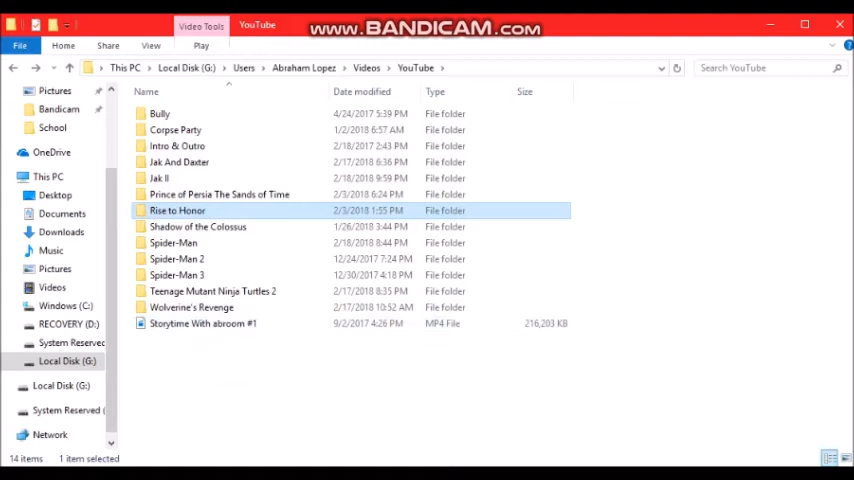 Video Tools
YouTube
www.BANDICAM.com
File
Home
Share
View
Play
This PC
Local Disk (G:)
Users
Abraham Lopez
Videos
YouTube
Search YouTube
Name
Date modified
Type
Size
Pictures
Bandicam
School
OneDrive
This PC
Desktop
Documents
Downloads
Music
Pictures
Videos
Windows (C:)
RECOVERY (D:)
System Reserved
Local Disk (G:)
Local Disk (G:)
System Reserved (
Network
Bully 4/24/2017 5:39 PM File folder
Corpse Party 1/2/2018 6:57 AM File folder
Intro & Outro 2/18/2017 2:43 PM File folder
Jak And Daxter 2/17/2018 6:36 PM File folder
Jak II 2/18/2018 9:59 PM File folder
Prince of Persia The Sands of Time 2/3/2018 6:24 PM File folder
Rise to Honor 2/3/2018 1:55 PM File folder
Shadow of the Colossus 1/26/2018 3:44 PM File folder
Spider-Man 2/18/2018 8:44 PM File folder
Spider-Man 2 12/24/2017 7:24 PM File folder
Spider-Man 3 12/30/2017 4:18 PM File folder
Teenage Mutant Ninja Turtles 2 2/17/2018 8:35 PM File folder
Wolverine's Revenge 2/17/2018 10:52 AM File folder
Storytime With abroom #1 9/2/2017 4:26 PM MP4 File 216,203 KB
14 items 1 item selected